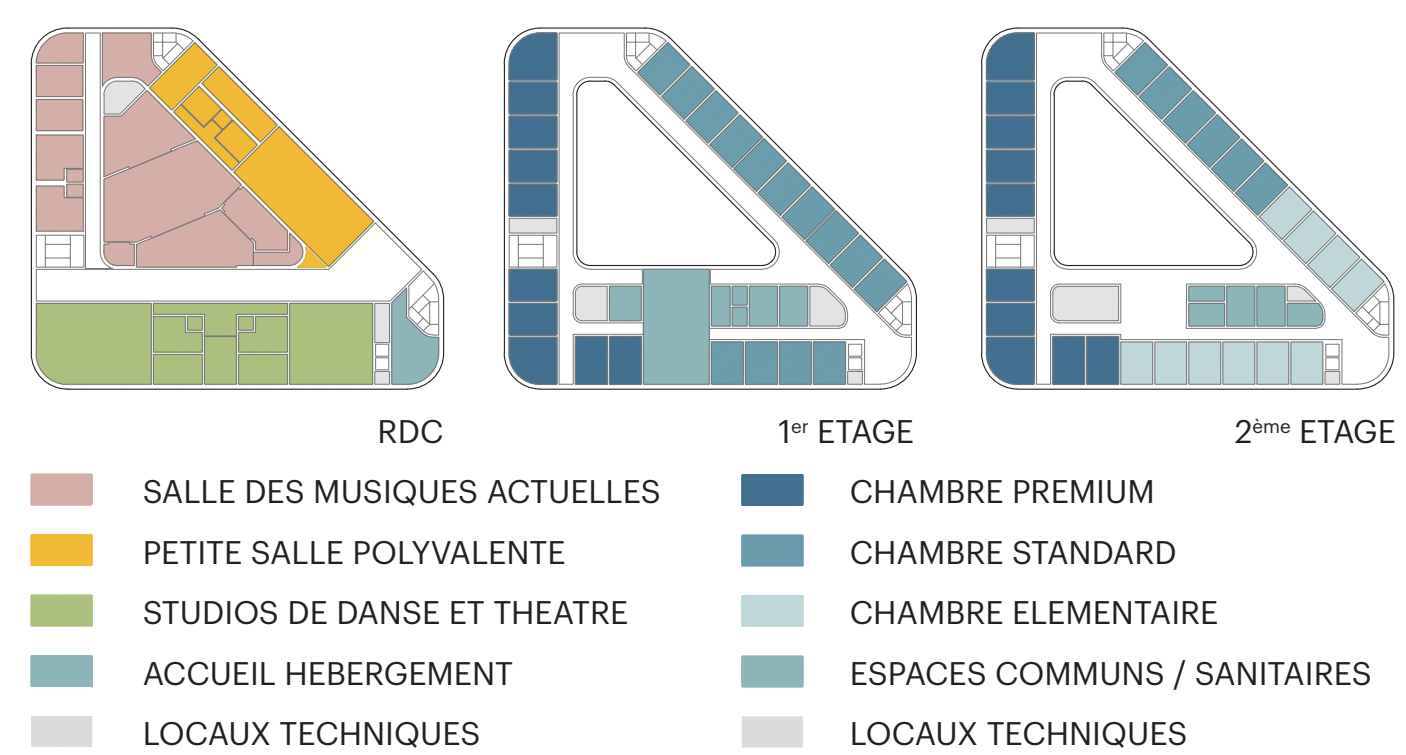 RDC
1er ETAGE
2ème ETAGE
SALLE DES MUSIQUES ACTUELLES
PETITE SALLE POLYVALENTE
STUDIOS DE DANSE ET THEATRE
ACCUEIL HEBERGEMENT
LOCAUX TECHNIQUES
CHAMBRE PREMIUM
CHAMBRE STANDARD
CHAMBRE ELEMENTAIRE
ESPACES COMMUNS / SANITAIRES
LOCAUX TECHNIQUES